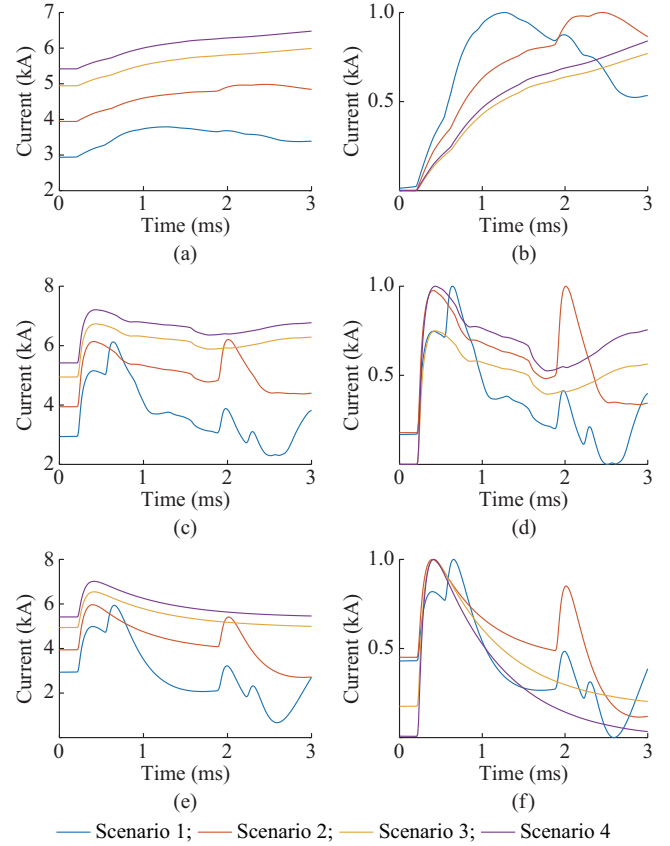 7
6
5
4
3
2
Current (kA)
0
1
2
3
Time (ms)
(a)
1.0
0.5
Current (kA)
0
1
2
3
Time (ms)
(b)
8
6
4
2
Current (kA)
0
1
2
3
Time (ms)
(c)
1.0
0.5
Current (kA)
0
1
2
3
Time (ms)
(d)
8
6
4
2
Current (kA)
0
1
2
3
Time (ms)
(e)
1.0
0.5
Current (kA)
0
1
2
3
Time (ms)
(f)
Scenario 1; Scenario 2; Scenario 3; Scenario 4